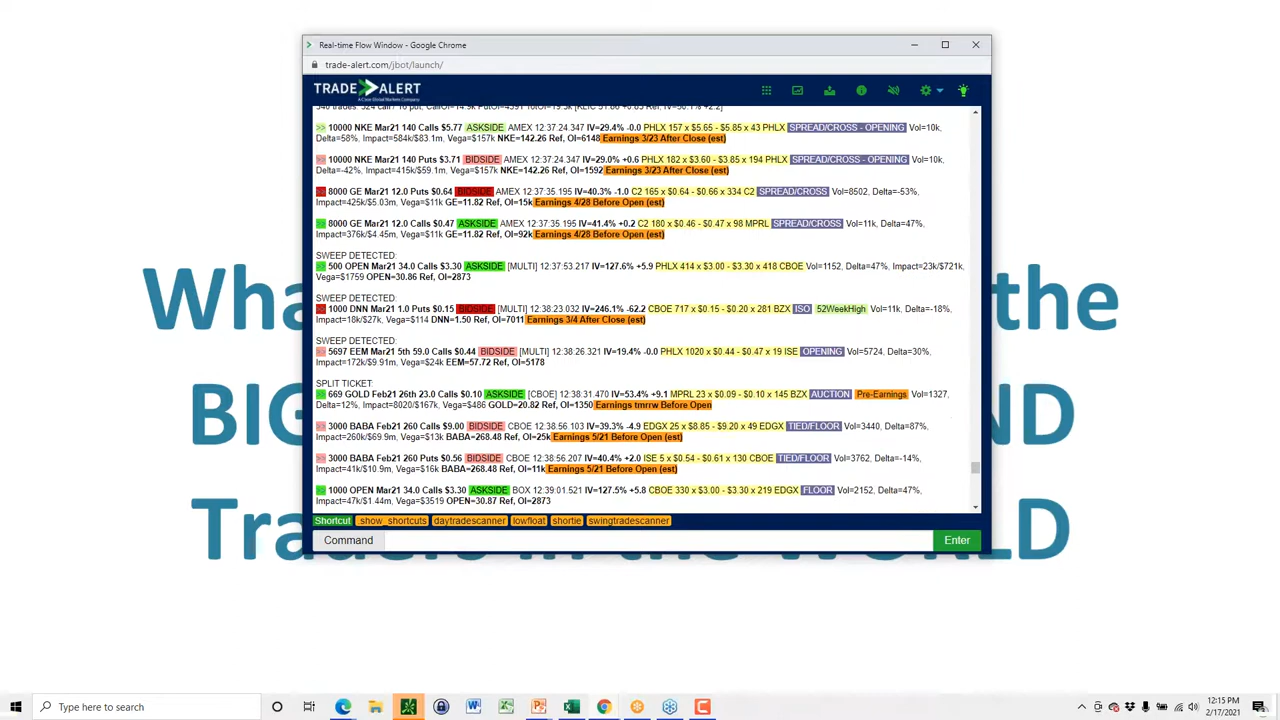 Real-time Flow Window - Google Chrome
trade-alert.com/jbot/launch/
TRADE ALERT
A Cboe Global Markets Company
>> 10000 NKE Mar21 140 Calls $5.77 ASKSIDE AMEX 12:37:24.347 IV=29.4% -0.0 PHLX 157 x $5.65 - $5.85 x 43 PHLX SPREAD/CROSS - OPENING Vol=10k,
Delta=58%, Impact=584k/$83.1m, Vega=$157k NKE=142.26 Ref, OI=6148 Earnings 3/23 After Close (est)
>> 10000 NKE Mar21 140 Puts $3.71 BIDSIDE AMEX 12:37:24.347 IV=29.0% +0.6 PHLX 182 x $3.60 - $3.85 x 194 PHLX SPREAD/CROSS - OPENING Vol=10k,
Delta=-42%, Impact=415k/$59.1m, Vega=$157k NKE=142.26 Ref, OI=1592 Earnings 3/23 After Close (est)
>> 8000 GE Mar21 12.0 Puts $0.64 BIDSIDE AMEX 12:37:35.195 IV=40.3% -1.0 C2 165 x $0.64 - $0.66 x 334 C2 SPREAD/CROSS Vol=8502, Delta=-53%,
Impact=425k/$5.03m, Vega=$11k GE=11.82 Ref, OI=15k Earnings 4/28 Before Open (est)
>> 8000 GE Mar21 12.0 Calls $0.47 ASKSIDE AMEX 12:37:35.195 IV=41.4% +0.2 C2 180 x $0.46 - $0.47 x 98 MPRL SPREAD/CROSS Vol=11k, Delta=47%,
Impact=376k/$4.45m, Vega=$11k GE=11.82 Ref, OI=92k Earnings 4/28 Before Open (est)
SWEEP DETECTED:
>> 500 OPEN Mar21 34.0 Calls $3.30 ASKSIDE [MULTI] 12:37:53.217 IV=127.6% +5.9 PHLX 414 x $3.00 - $3.30 x 418 CBOE Vol=1152, Delta=47%, Impact=23k/$721k,
Vega=$1759 OPEN=30.86 Ref, OI=2873
SWEEP DETECTED:
>> 1000 DNN Mar21 1.0 Puts $0.15 BIDSIDE [MULTI] 12:38:23.032 IV=246.1% -62.2 CBOE 717 x $0.15 - $0.20 x 281 BZX ISO 52WeekHigh Vol=11k, Delta=-18%,
Impact=18k/$27k, Vega=$114 DNN=1.50 Ref, OI=7011 Earnings 3/4 After Close (est)
SWEEP DETECTED:
>> 5697 EEM Mar21 5th 59.0 Calls $0.44 BIDSIDE [MULTI] 12:38:26.321 IV=19.4% -0.0 PHLX 1020 x $0.44 - $0.47 x 19 ISE OPENING Vol=5724, Delta=30%,
Impact=172k/$9.91m, Vega=$24k EEM=57.72 Ref, OI=5178
SPLIT TICKET:
>> 669 GOLD Feb21 26th 23.0 Calls $0.10 ASKSIDE [CBOE] 12:38:31.470 IV=53.4% +9.1 MPRL 23 x $0.09 - $0.10 x 145 BZX AUCTION Pre-Earnings Vol=1327,
Delta=12%, Impact=8020/$167k, Vega=$486 GOLD=20.82 Ref, OI=1350 Earnings tmrrw Before Open
>> 3000 BABA Feb21 260 Calls $9.00 BIDSIDE CBOE 12:38:56.103 IV=39.3% -4.9 EDGX 25 x $8.85 - $9.20 x 49 EDGX TIED/FLOOR Vol=3440, Delta=87%,
Impact=260k/$69.9m, Vega=$13k BABA=268.48 Ref, OI=25k Earnings 5/21 Before Open (est)
>> 3000 BABA Feb21 260 Puts $0.56 BIDSIDE CBOE 12:38:56.207 IV=40.4% +2.0 ISE 5 x $0.54 - $0.61 x 130 CBOE TIED/FLOOR Vol=3762, Delta=-14%,
Impact=41k/$10.9m, Vega=$16k BABA=268.48 Ref, OI=11k Earnings 5/21 Before Open (est)
>> 1000 OPEN Mar21 34.0 Calls $3.30 ASKSIDE BOX 12:39:01.521 IV=127.5% +5.8 CBOE 330 x $3.00 - $3.30 x 219 EDGX FLOOR Vol=2152, Delta=47%,
Impact=47k/$1.44m, Vega=$3519 OPEN=30.87 Ref, OI=2873
Shortcut :show_shortcuts daytradescanner lowfloat shortie swingtradescanner
Command Enter
the
BIG
WORLD
Type here to search
12:15 PM
2/17/2021